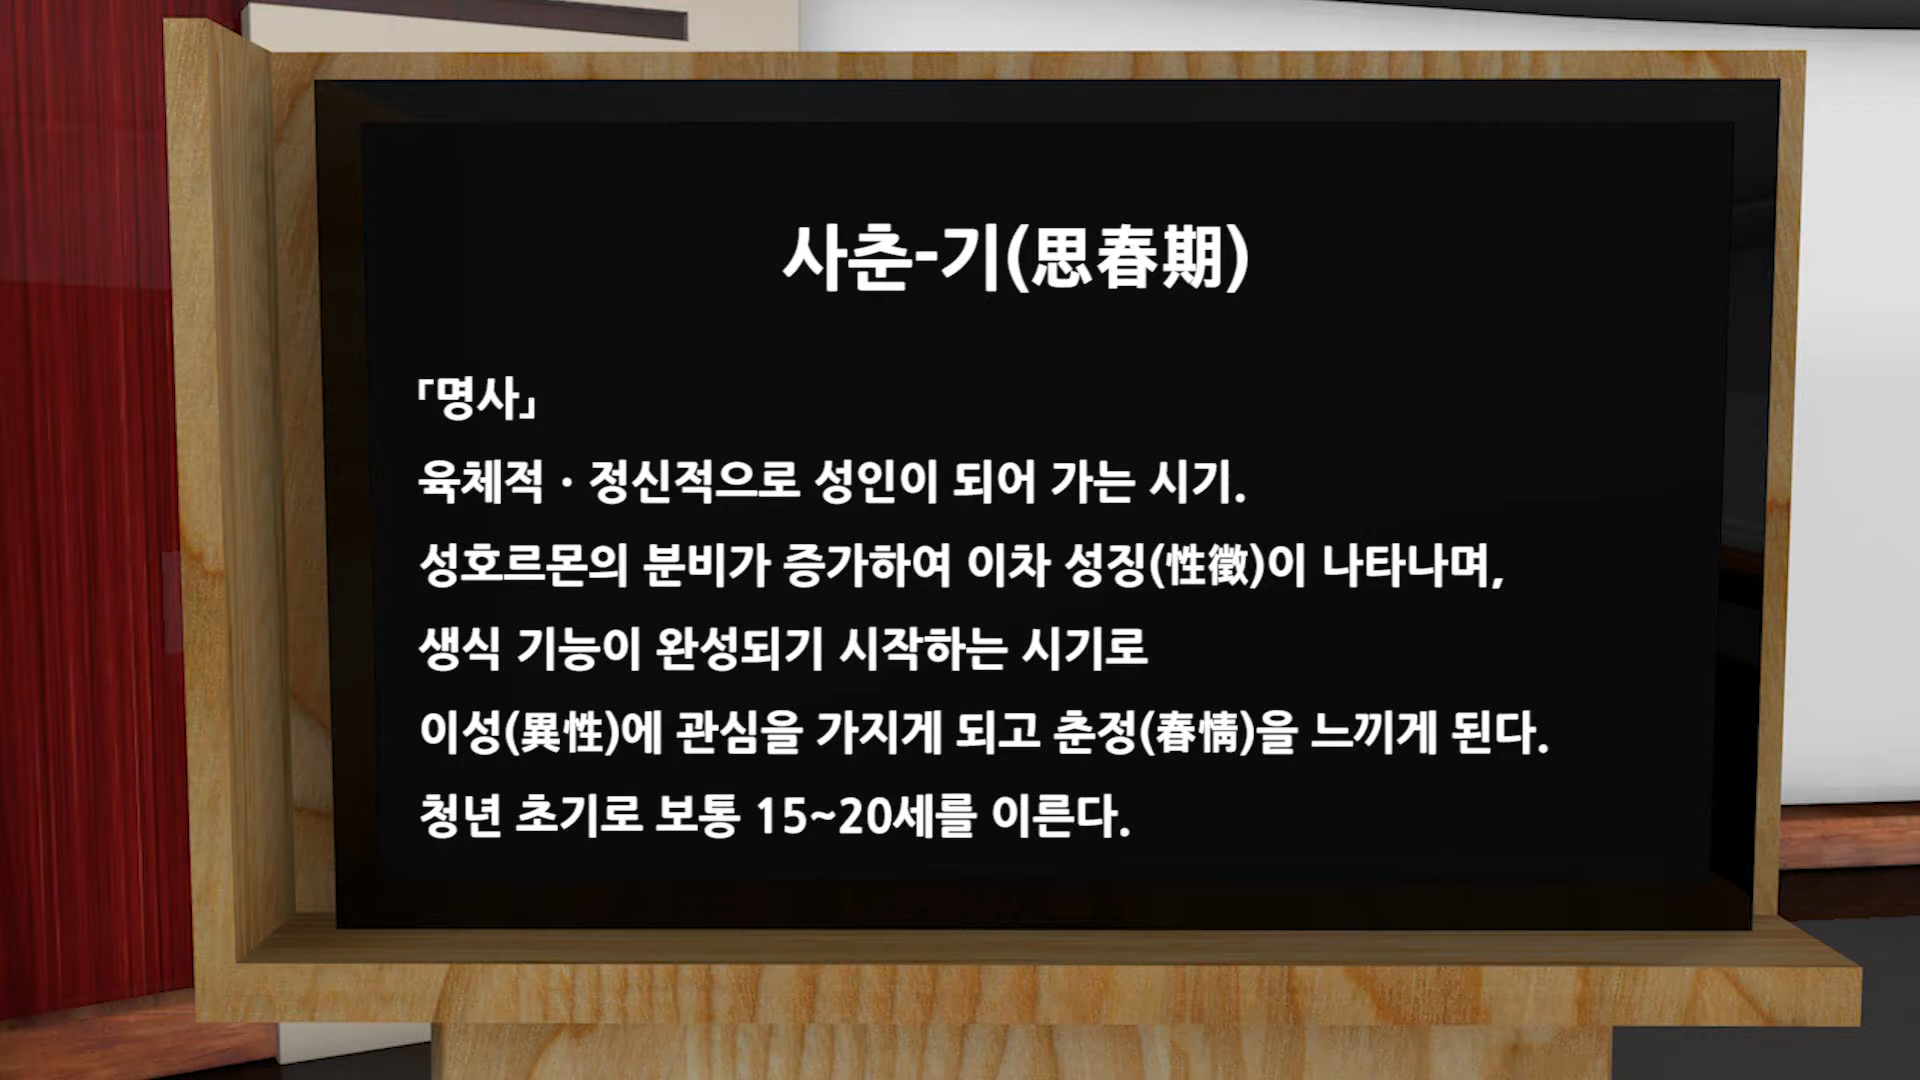 사춘-기(思春期)
「명사」
육체적 · 정신적으로 성인이 되어 가는 시기.
성호르몬의 분비가 증가하여 이차 성징(性徵)이 나타나며,
생식 기능이 완성되기 시작하는 시기로
이성(異性)에 관심을 가지게 되고 춘정(春情)을 느끼게 된다.
청년 초기로 보통 15~20세를 이른다.